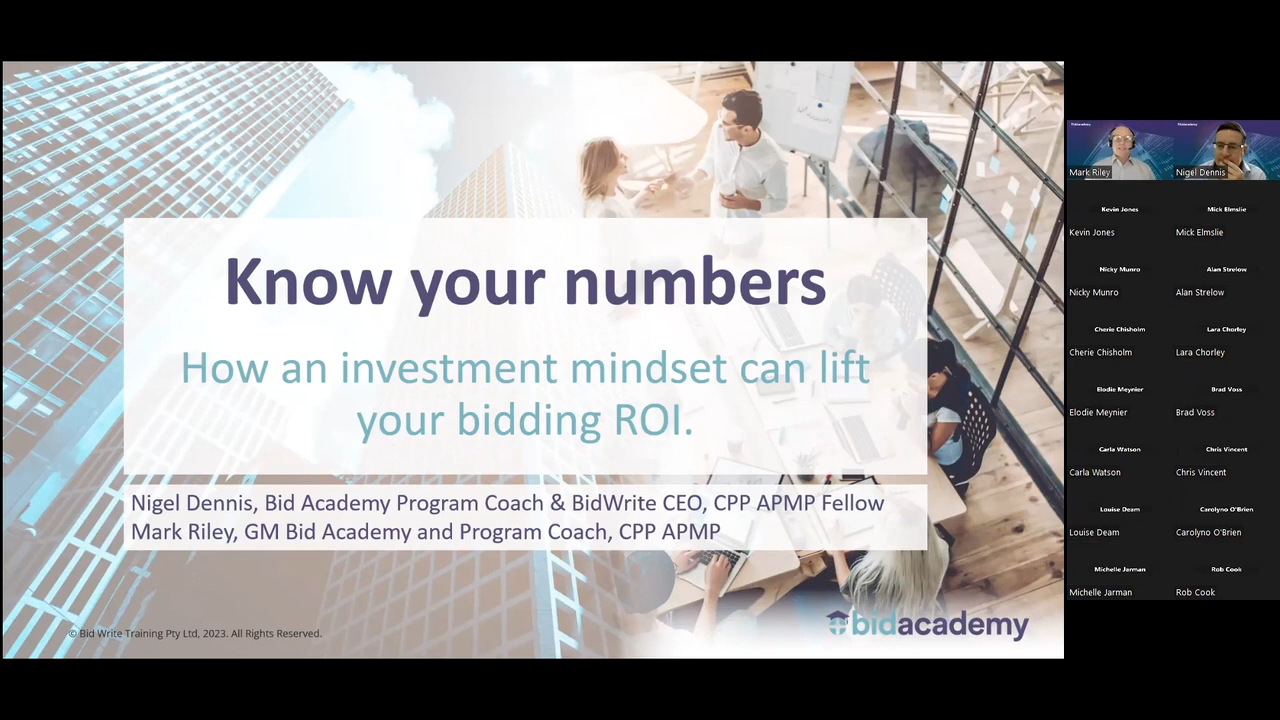 Know your numbers
How an investment mindset can lift
your bidding ROI.
Nigel Dennis, Bid Academy Program Coach & BidWrite CEO, CPP APMP Fellow
Mark Riley, GM Bid Academy and Program Coach, CPP APMP
© Bid Write Training Pty Ltd, 2023. All Rights Reserved.
bidacademy
Mark Riley
Nigel Dennis
Kevin Jones
Mick Elmslie
Kevin Jones
Mick Elmslie
Nicky Munro
Alan Strelow
Nicky Munro
Alan Strelow
Cherie Chisholm
Lara Chorley
Cherie Chisholm
Lara Chorley
Elodie Meynier
Brad Voss
Elodie Meynier
Brad Voss
Carla Watson
Chris Vincent
Carla Watson
Chris Vincent
Louise Deam
Carolyno O'Brien
Louise Deam
Carolyno O'Brien
Michelle Jarman
Rob Cook
Michelle Jarman
Rob Cook